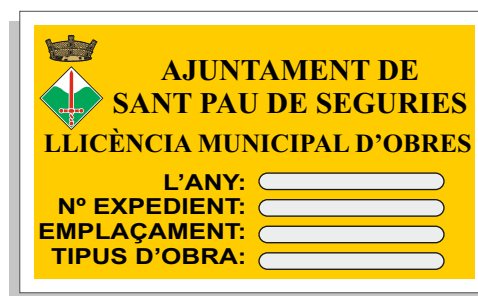 AJUNTAMENT DE
SANT PAU DE SEGURIES
LLICÈNCIA MUNICIPAL D’OBRES
L’ANY:
Nº EXPEDIENT:
EMPLAÇAMENT:
TIPUS D’OBRA: